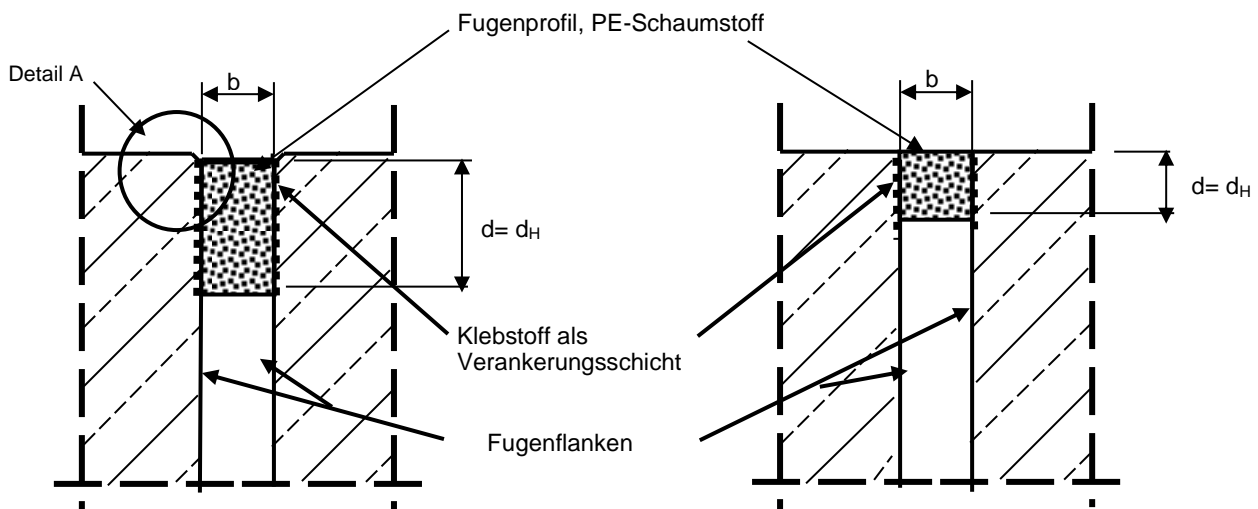 Fugenprofil, PE-Schaumstoff
Detail A
b
b
d= dH
d= dH
Klebstoff als
Verankerungsschicht
Fugenflanken